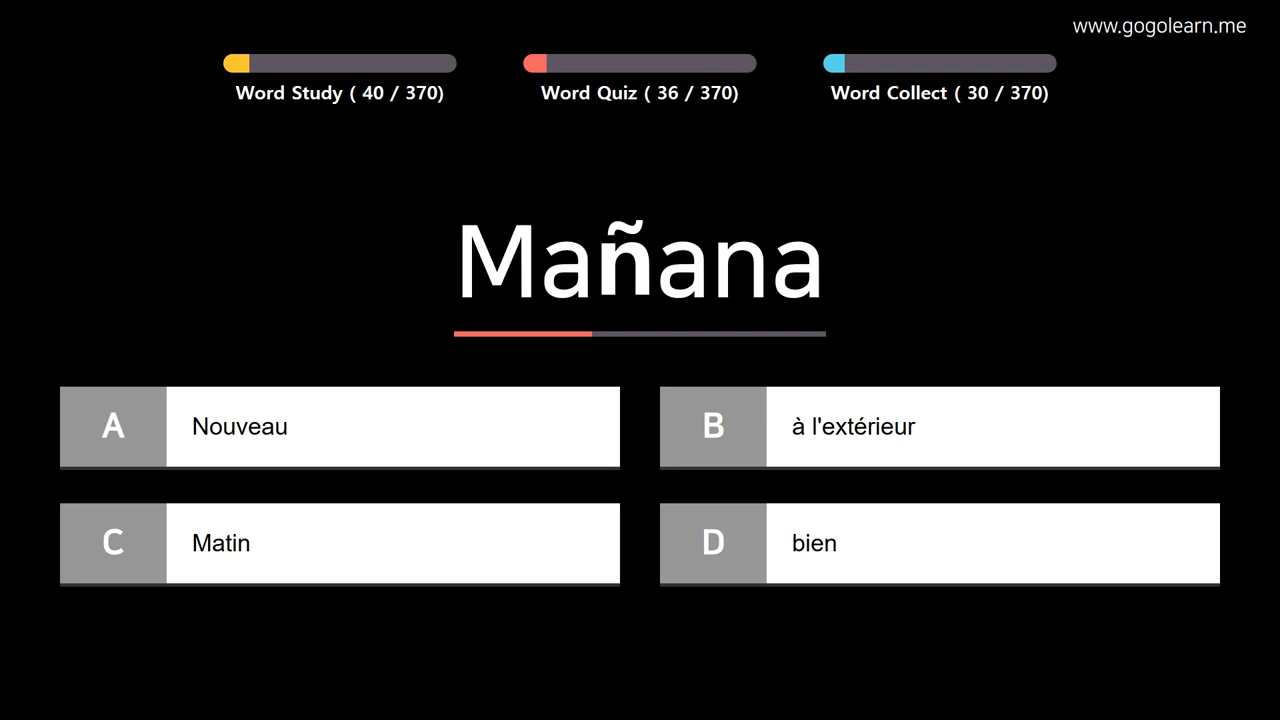 www.gogolearn.me
Word Study ( 40 / 370)
Word Quiz ( 36 / 370)
Word Collect ( 30 / 370)
Mañana
A Nouveau
B à l'extérieur
C Matin
D bien